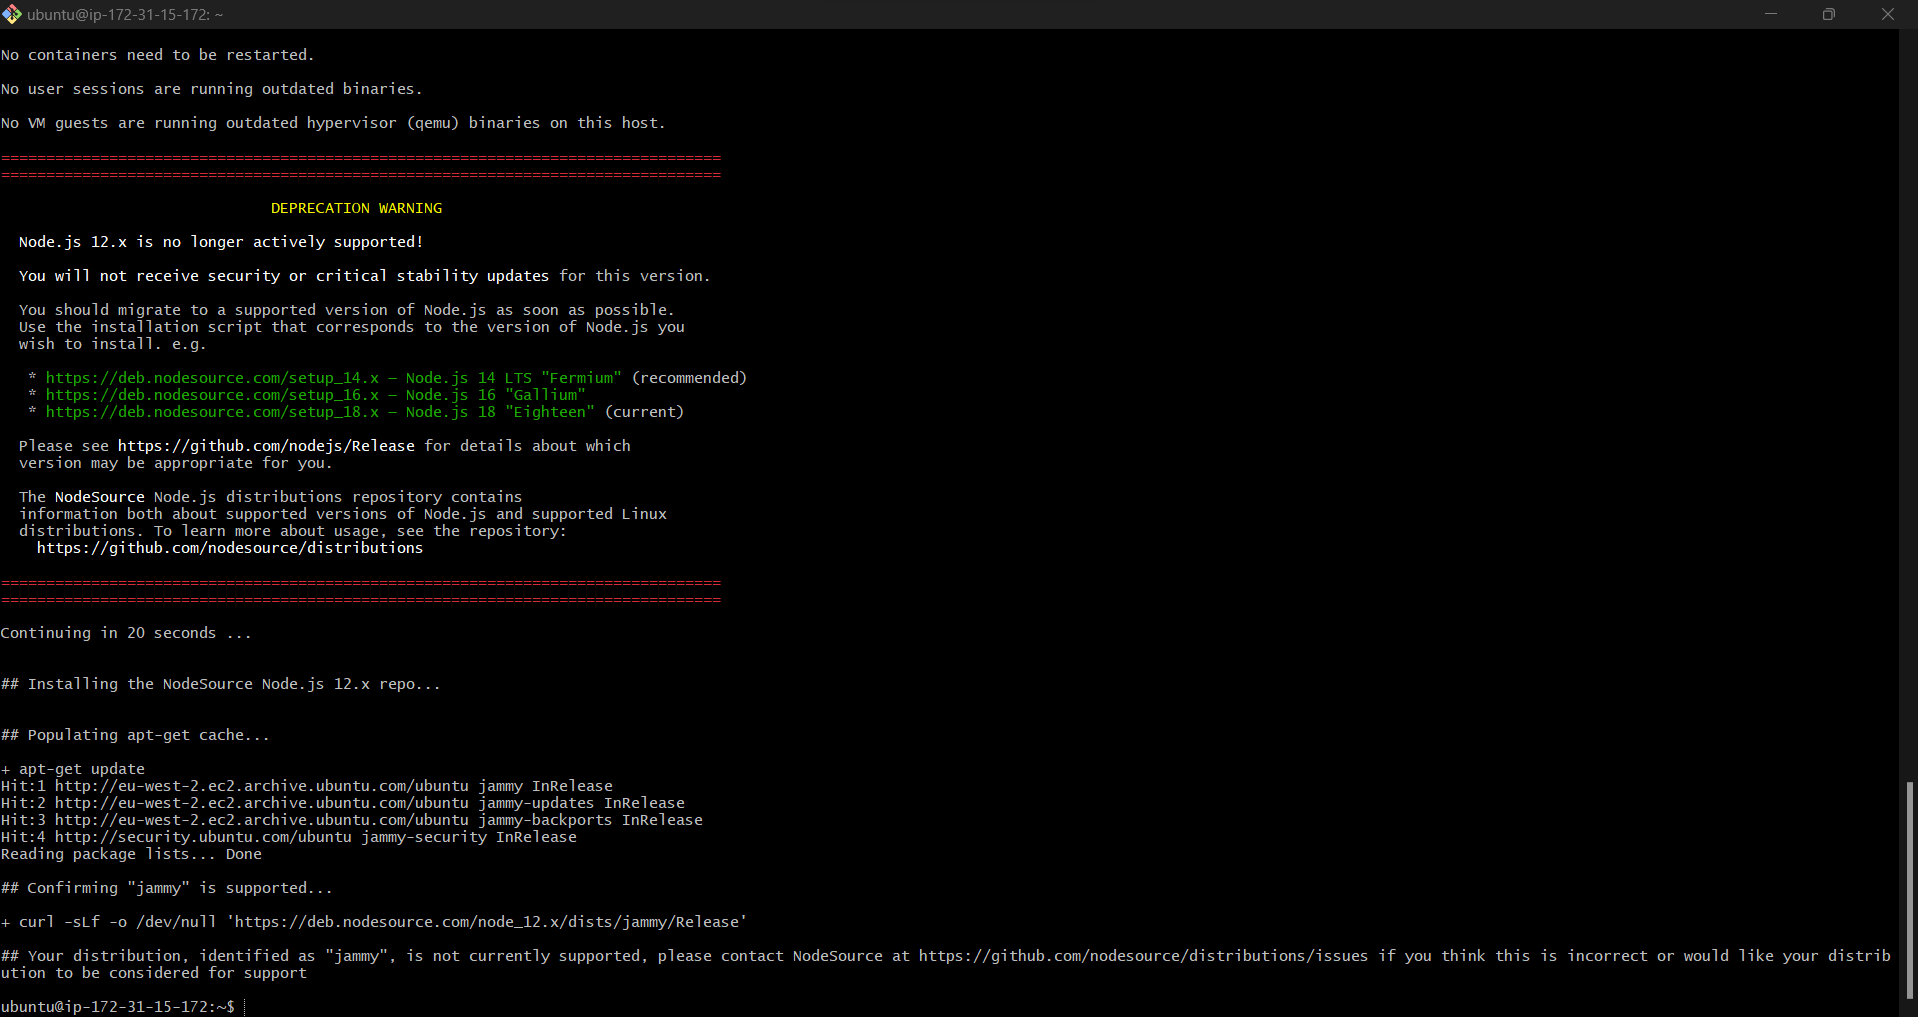 ubuntu@ip-172-31-15-172: ~
No containers need to be restarted.
No user sessions are running outdated binaries.
No VM guests are running outdated hypervisor (qemu) binaries on this host.
================================================================================
================================================================================
DEPRECATION WARNING
Node.js 12.x is no longer actively supported!
You will not receive security or critical stability updates for this version.
You should migrate to a supported version of Node.js as soon as possible.
Use the installation script that corresponds to the version of Node.js you
wish to install. e.g.
* https://deb.nodesource.com/setup_14.x — Node.js 14 LTS "Fermium" (recommended)
* https://deb.nodesource.com/setup_16.x — Node.js 16 "Gallium"
* https://deb.nodesource.com/setup_18.x — Node.js 18 "Eighteen" (current)
Please see https://github.com/nodejs/Release for details about which
version may be appropriate for you.
The NodeSource Node.js distributions repository contains
information both about supported versions of Node.js and supported Linux
distributions. To learn more about usage, see the repository:
https://github.com/nodesource/distributions
================================================================================
================================================================================
Continuing in 20 seconds ...
## Installing the NodeSource Node.js 12.x repo...
## Populating apt-get cache...
+ apt-get update
Hit:1 http://eu-west-2.ec2.archive.ubuntu.com/ubuntu jammy InRelease
Hit:2 http://eu-west-2.ec2.archive.ubuntu.com/ubuntu jammy-updates InRelease
Hit:3 http://eu-west-2.ec2.archive.ubuntu.com/ubuntu jammy-backports InRelease
Hit:4 http://security.ubuntu.com/ubuntu jammy-security InRelease
Reading package lists... Done
## Confirming "jammy" is supported...
+ curl -sLf -o /dev/null 'https://deb.nodesource.com/node_12.x/dists/jammy/Release'
## Your distribution, identified as "jammy", is not currently supported, please contact NodeSource at https://github.com/nodesource/distributions/issues if you think this is incorrect or would like your distrib
ution to be considered for support
ubuntu@ip-172-31-15-172:~$